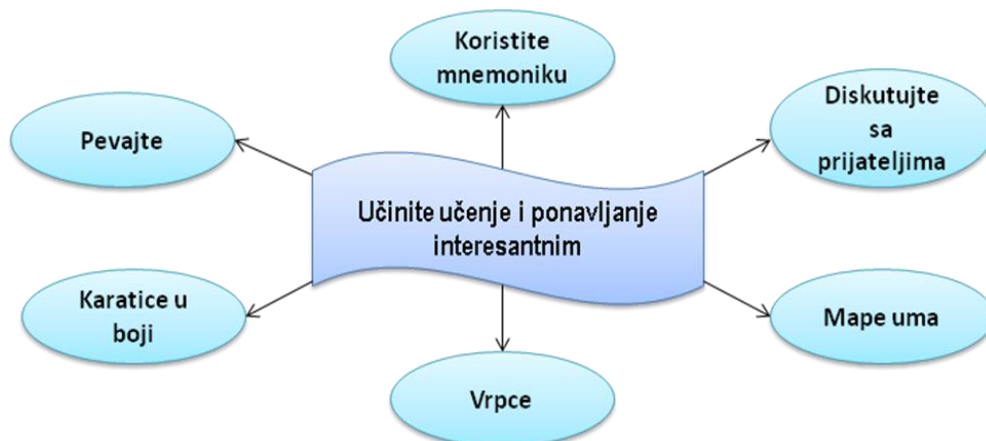 Koristite
mnemoniku
Pevajte
Diskutujte
sa
prijateljima
Učinite učenje i ponavljanje
interesantnim
Karatice u
boji
Mape uma
Vrpce